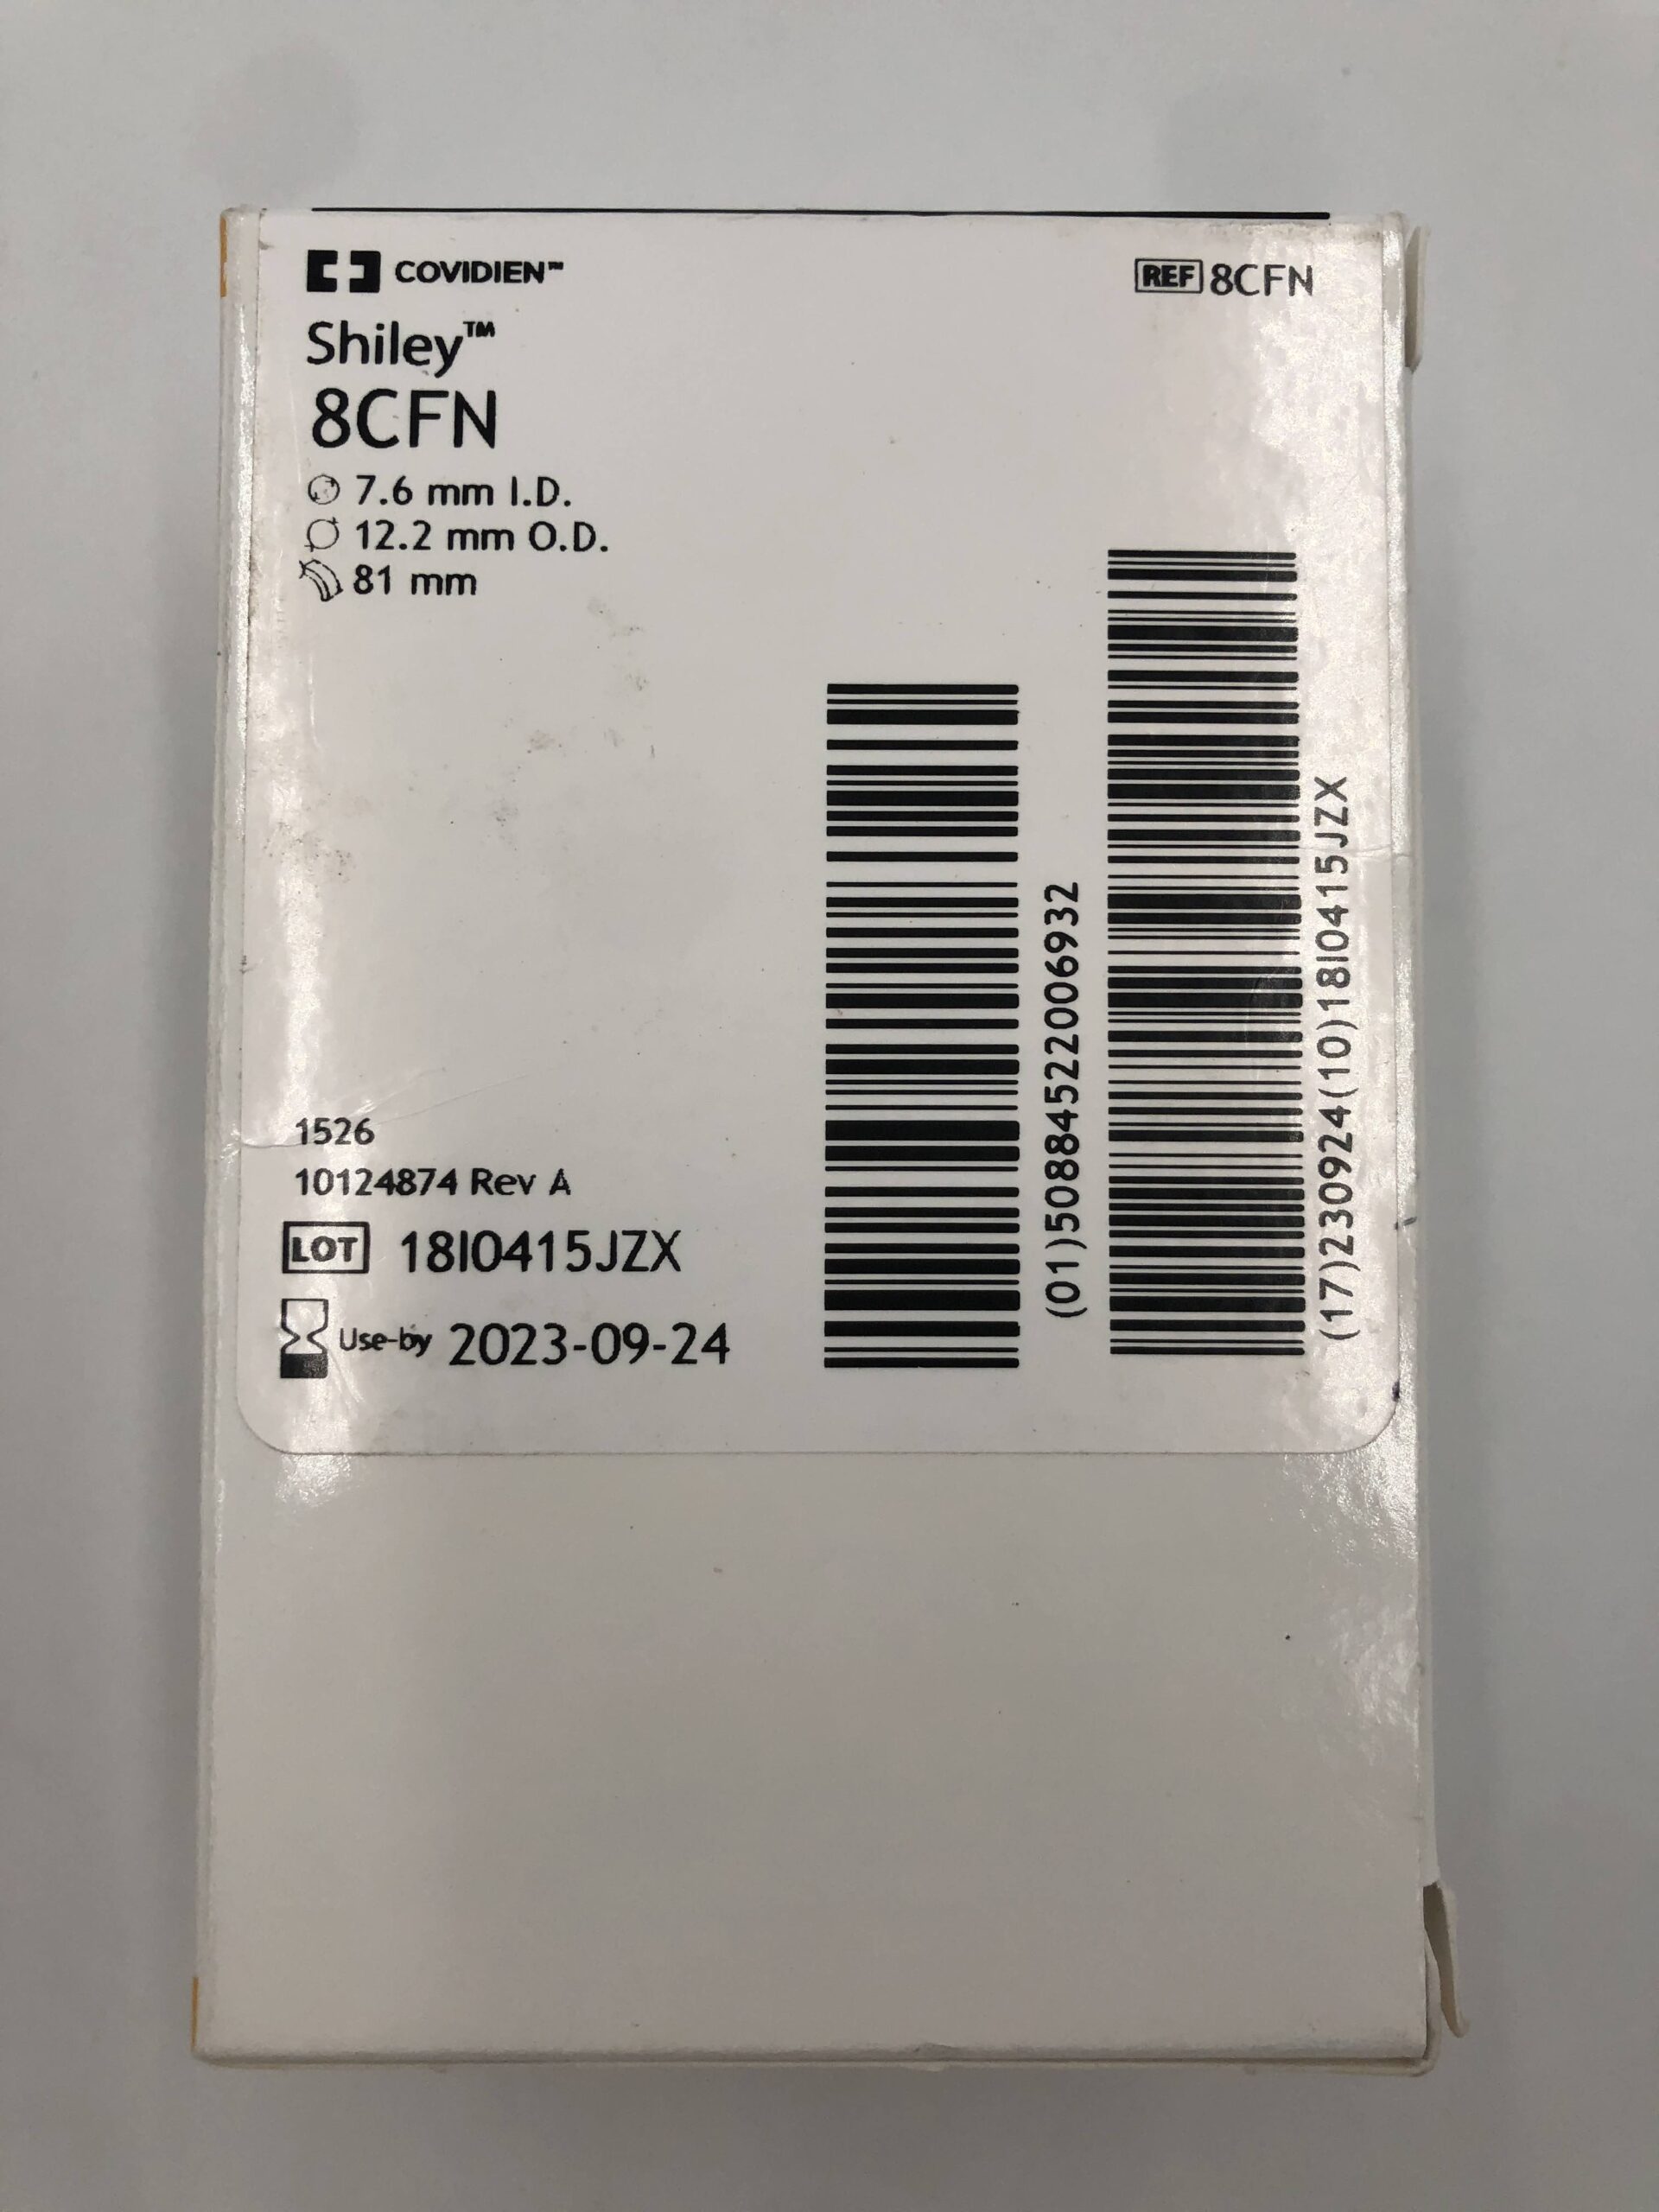 COVIDIEN™
REF 8CFN
Shiley™
8CFN
7.6 mm I.D.
12.2 mm O.D.
81 mm
1526
10124874 Rev A
LOT 18I0415JZX
Use-by 2023-09-24
(01)50884522006932
(17)230924(10)18I0415JZX